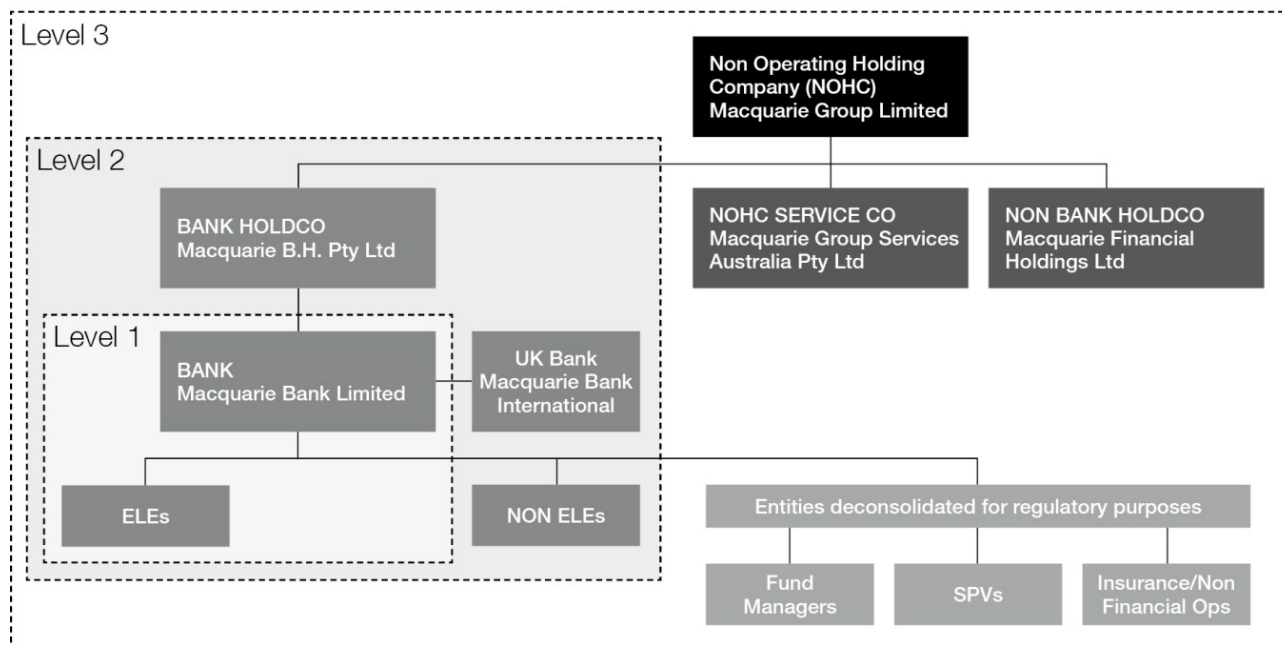 Level 3
Non Operating Holding
Company (NOHC)
Macquarie Group Limited
Level 2
BANK HOLDCO
Macquarie B.H. Pty Ltd
NOHC SERVICE CO
Macquarie Group Services
Australia Pty Ltd
NON BANK HOLDCO
Macquarie Financial
Holdings Ltd
Level 1
BANK
Macquarie Bank Limited
UK Bank
Macquarie Bank
International
ELEs
NON ELEs
Entities deconsolidated for regulatory purposes
Fund
Managers
SPVs
Insurance/Non
Financial Ops